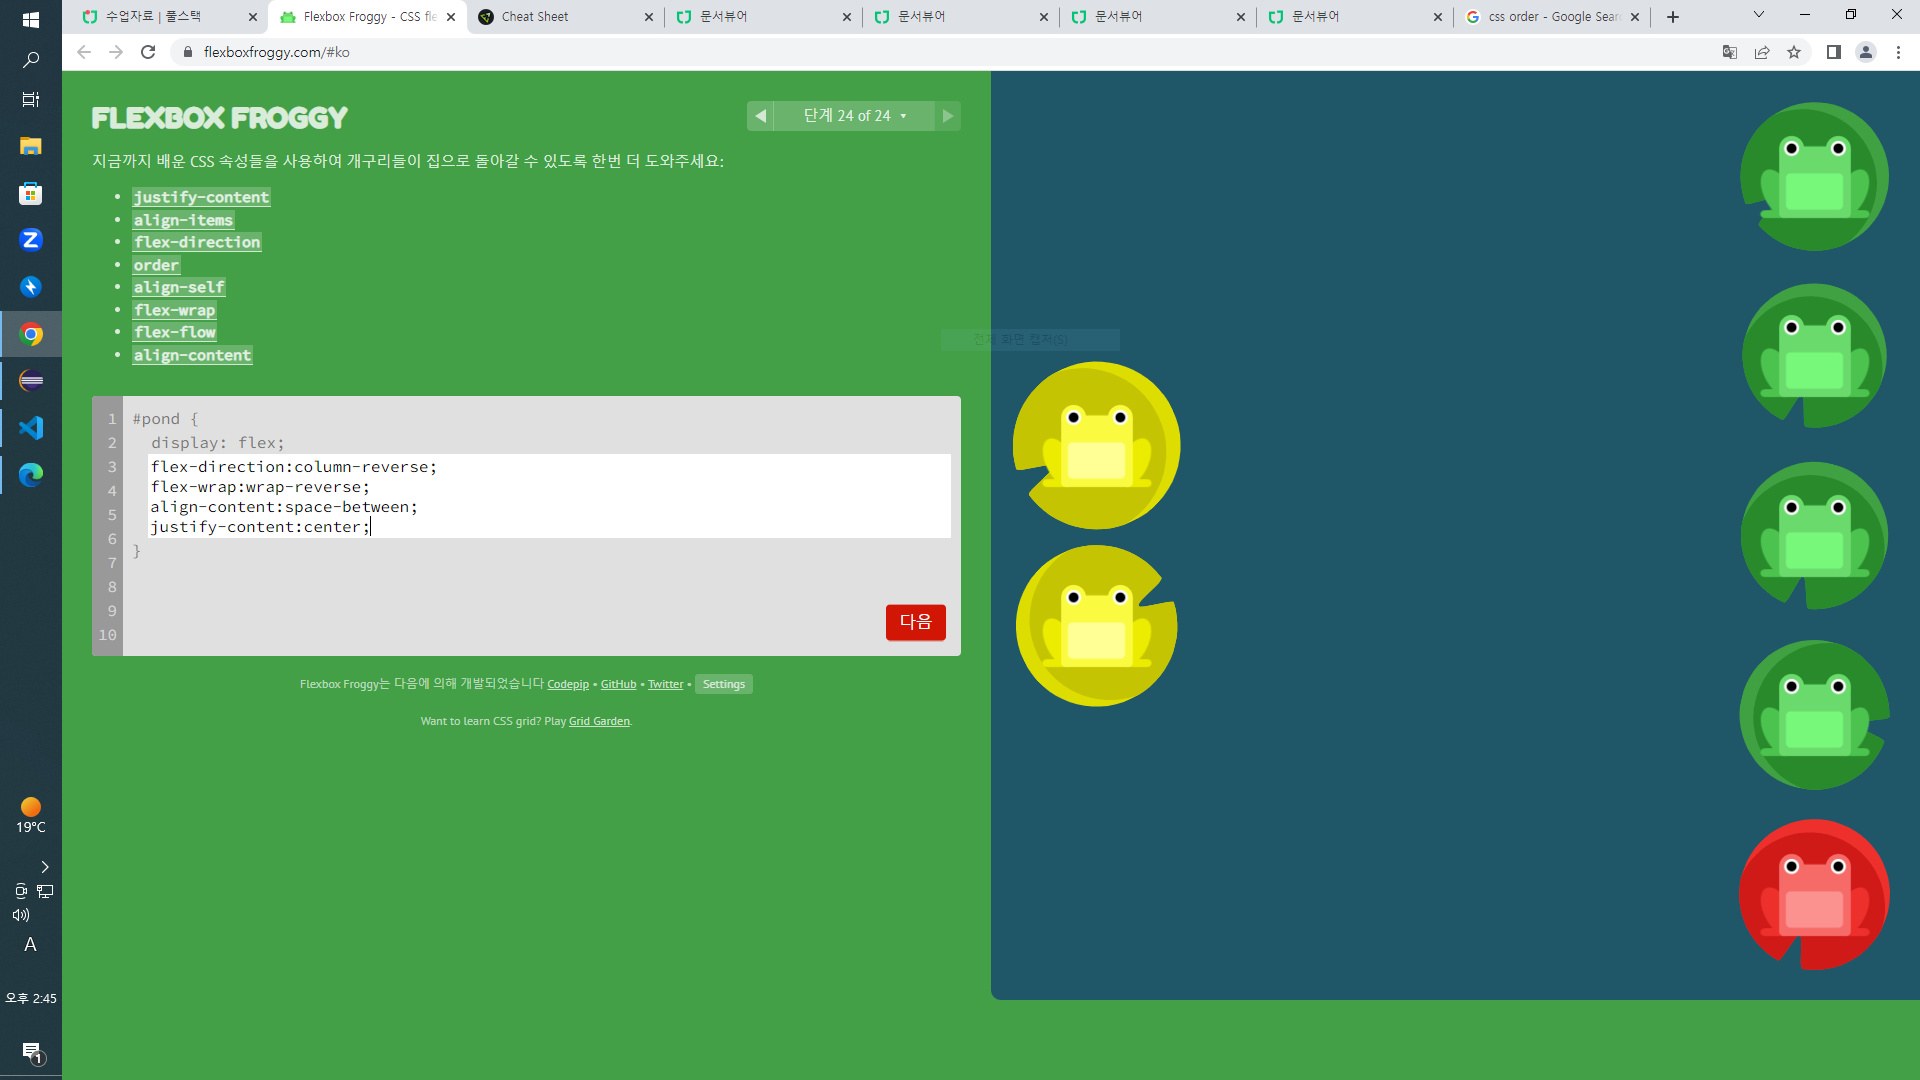 수업자료 | 풀스택
Flexbox Froggy - CSS fle
Cheat Sheet
문서뷰어
문서뷰어
문서뷰어
문서뷰어
css order - Google Sear
flexboxfroggy.com/#ko
FLEXBOX FROGGY
단계 24 of 24
지금까지 배운 CSS 속성들을 사용하여 개구리들이 집으로 돌아갈 수 있도록 한번 더 도와주세요:
• justify-content
• align-items
• flex-direction
• order
• align-self
• flex-wrap
• flex-flow
• align-content
전체 화면 캡처(S)
1
2
3
4
5
6
7
8
9
10
#pond {
display: flex;
flex-direction:column-reverse;
flex-wrap:wrap-reverse;
align-content:space-between;
justify-content:center;
}
다음
Flexbox Froggy는 다음에 의해 개발되었습니다 Codepip • GitHub • Twitter • Settings
Want to learn CSS grid? Play Grid Garden.
19°C
A
오후 2:45
1